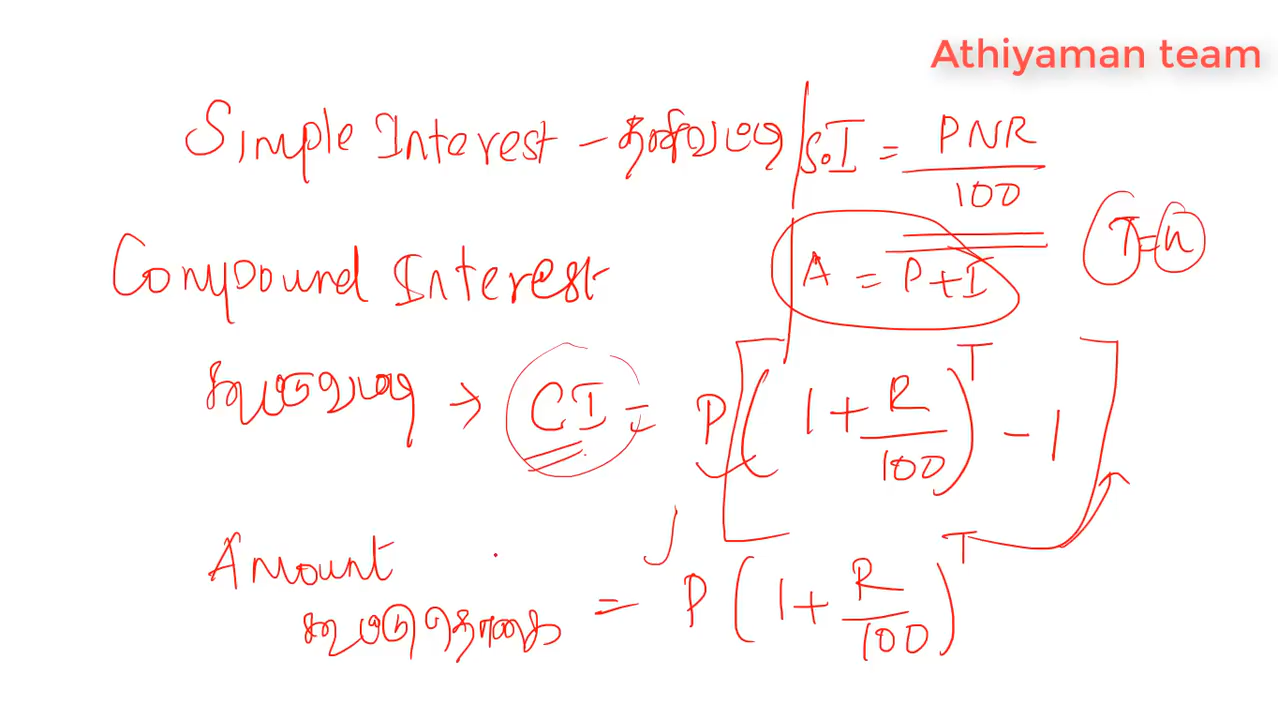 Athiyaman team
Simple Interest - தனிவட்டி
S.I = PNR / 100
T = n
Compound Interest
A = P + I
கூட்டுவட்டி → CI = P [ ( 1 + R/100 )^T - 1 ]
Amount
கூட்டு தொகை = P ( 1 + R/100 )^T